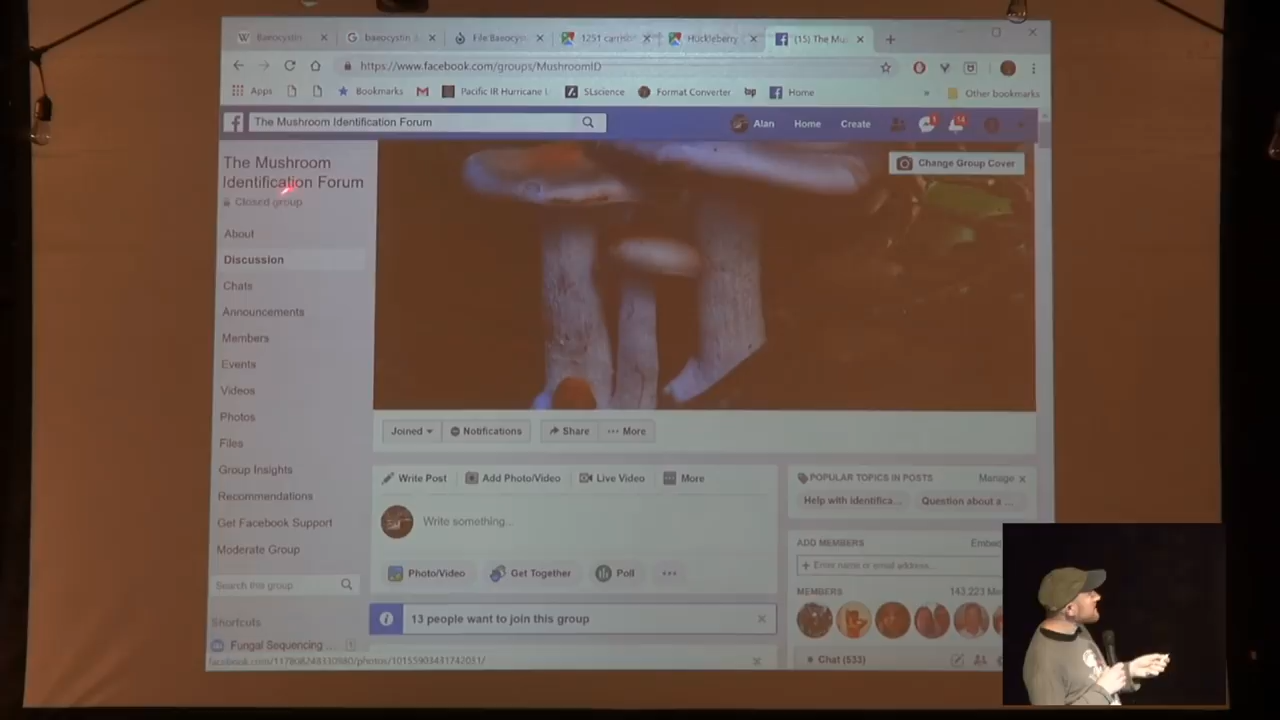 Baeocystin
baeocystin
File Baeocys
Huckleberry
(15) The Mu
https://www.facebook.com/groups/MushroomID
Apps
Bookmarks
Pacific IR Hurricane
SLscience
Format Converter
Home
Other bookmarks
The Mushroom Identification Forum
Alan
Home
Create
The Mushroom
Identification Forum
Closed group
Change Group Cover
About
Discussion
Chats
Announcements
Members
Events
Videos
Photos
Files
Group Insights
Recommendations
Get Facebook Support
Moderate Group
Search this group
Shortcuts
Fungal Sequencing ...
Joined
Notifications
Share
More
Write Post
Add Photo/Video
Live Video
More
Write something...
Photo/Video
Get Together
Poll
13 people want to join this group
POPULAR TOPICS IN POSTS
Manage
Help with identifica...
Question about a ...
ADD MEMBERS
Embed
Enter name or email address...
MEMBERS
143,223
Chat (533)